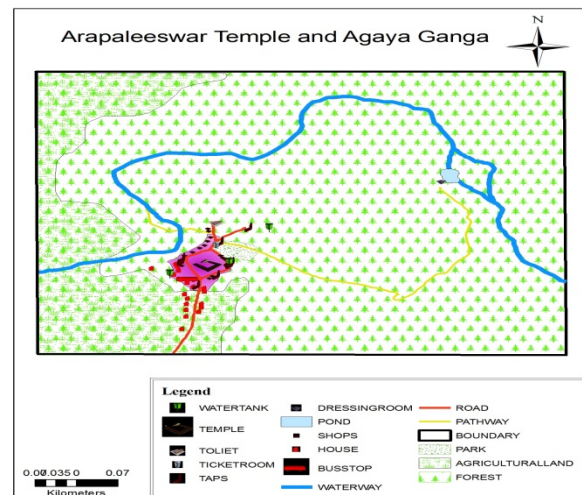 Arapaleeswar Temple and Agaya Ganga
N
Legend
WATERTANK
TEMPLE
TOLIET
TICKETROOM
TAPS
DRESSINGROOM
POND
SHOPS
HOUSE
BUSSTOP
WATERWAY
ROAD
PATHWAY
BOUNDARY
PARK
AGRICULTURALLAND
FOREST
0.07
Kilometers